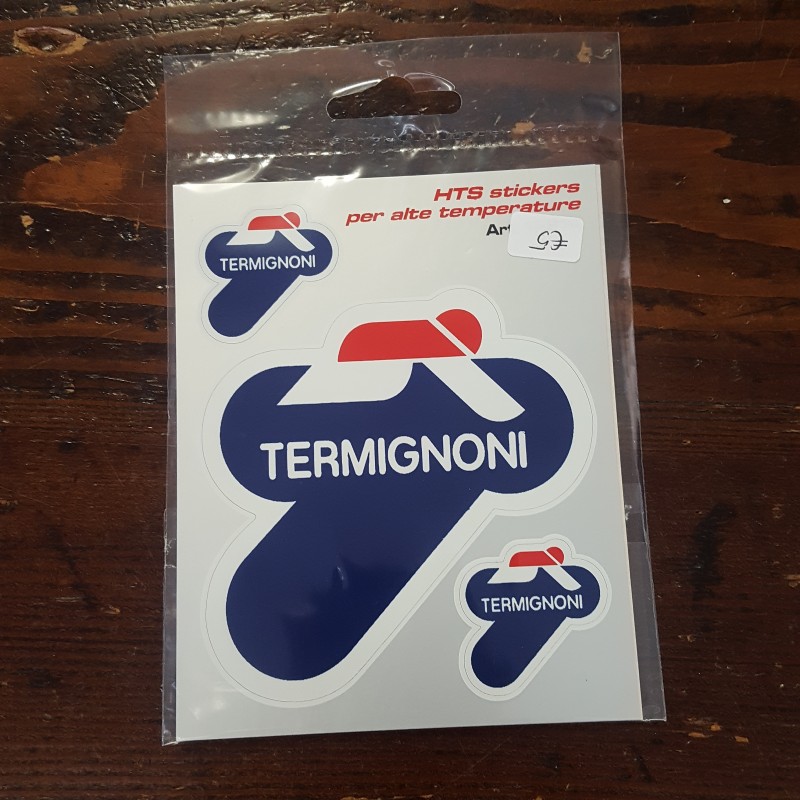 HTS stickers
per alte temperature
Art
TERMIGNONI
TERMIGNONI
TERMIGNONI